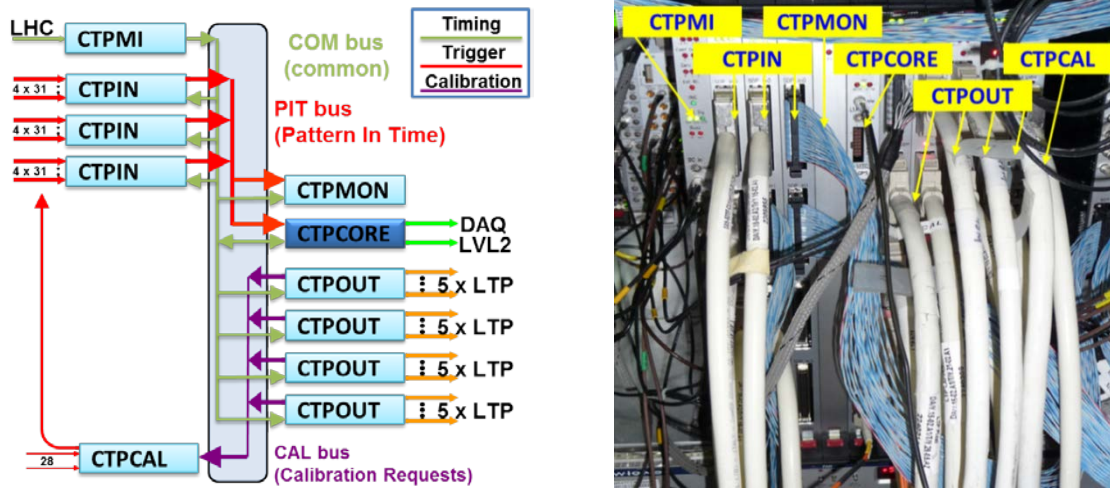 LHC
CTPMI
COM bus
(common)
Timing
Trigger
Calibration
4 x 31
CTPIN
4 x 31
CTPIN
4 x 31
CTPIN
PIT bus
(Pattern In Time)
CTPMON
CTPCORE
DAQ
LVL2
CTPOUT
5 x LTP
CTPOUT
5 x LTP
CTPOUT
5 x LTP
CTPOUT
5 x LTP
28
CTPCAL
CAL bus
(Calibration Requests)
CTPMI
CTPMON
CTPIN
CTPCORE
CTPCAL
CTPOUT